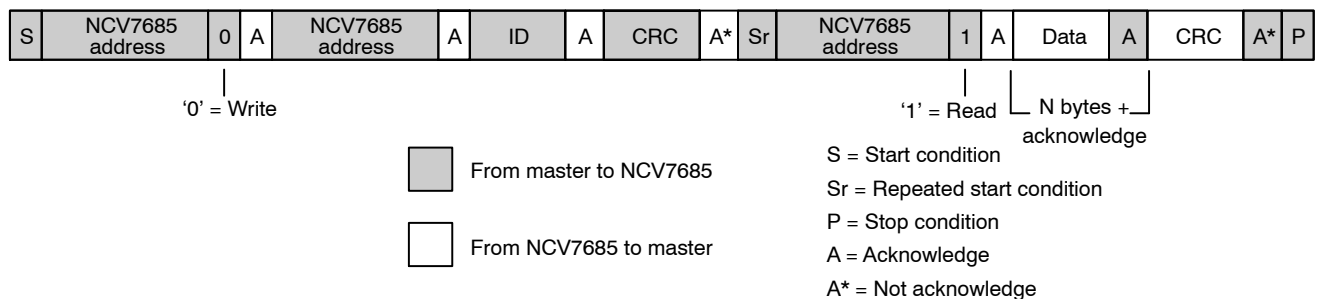 S NCV7685 address 0 A NCV7685 address A ID A CRC A* Sr NCV7685 address 1 A Data A CRC A* P
‘0’ = Write
‘1’ = Read
N bytes +
acknowledge
From master to NCV7685
From NCV7685 to master
S = Start condition
Sr = Repeated start condition
P = Stop condition
A = Acknowledge
A* = Not acknowledge